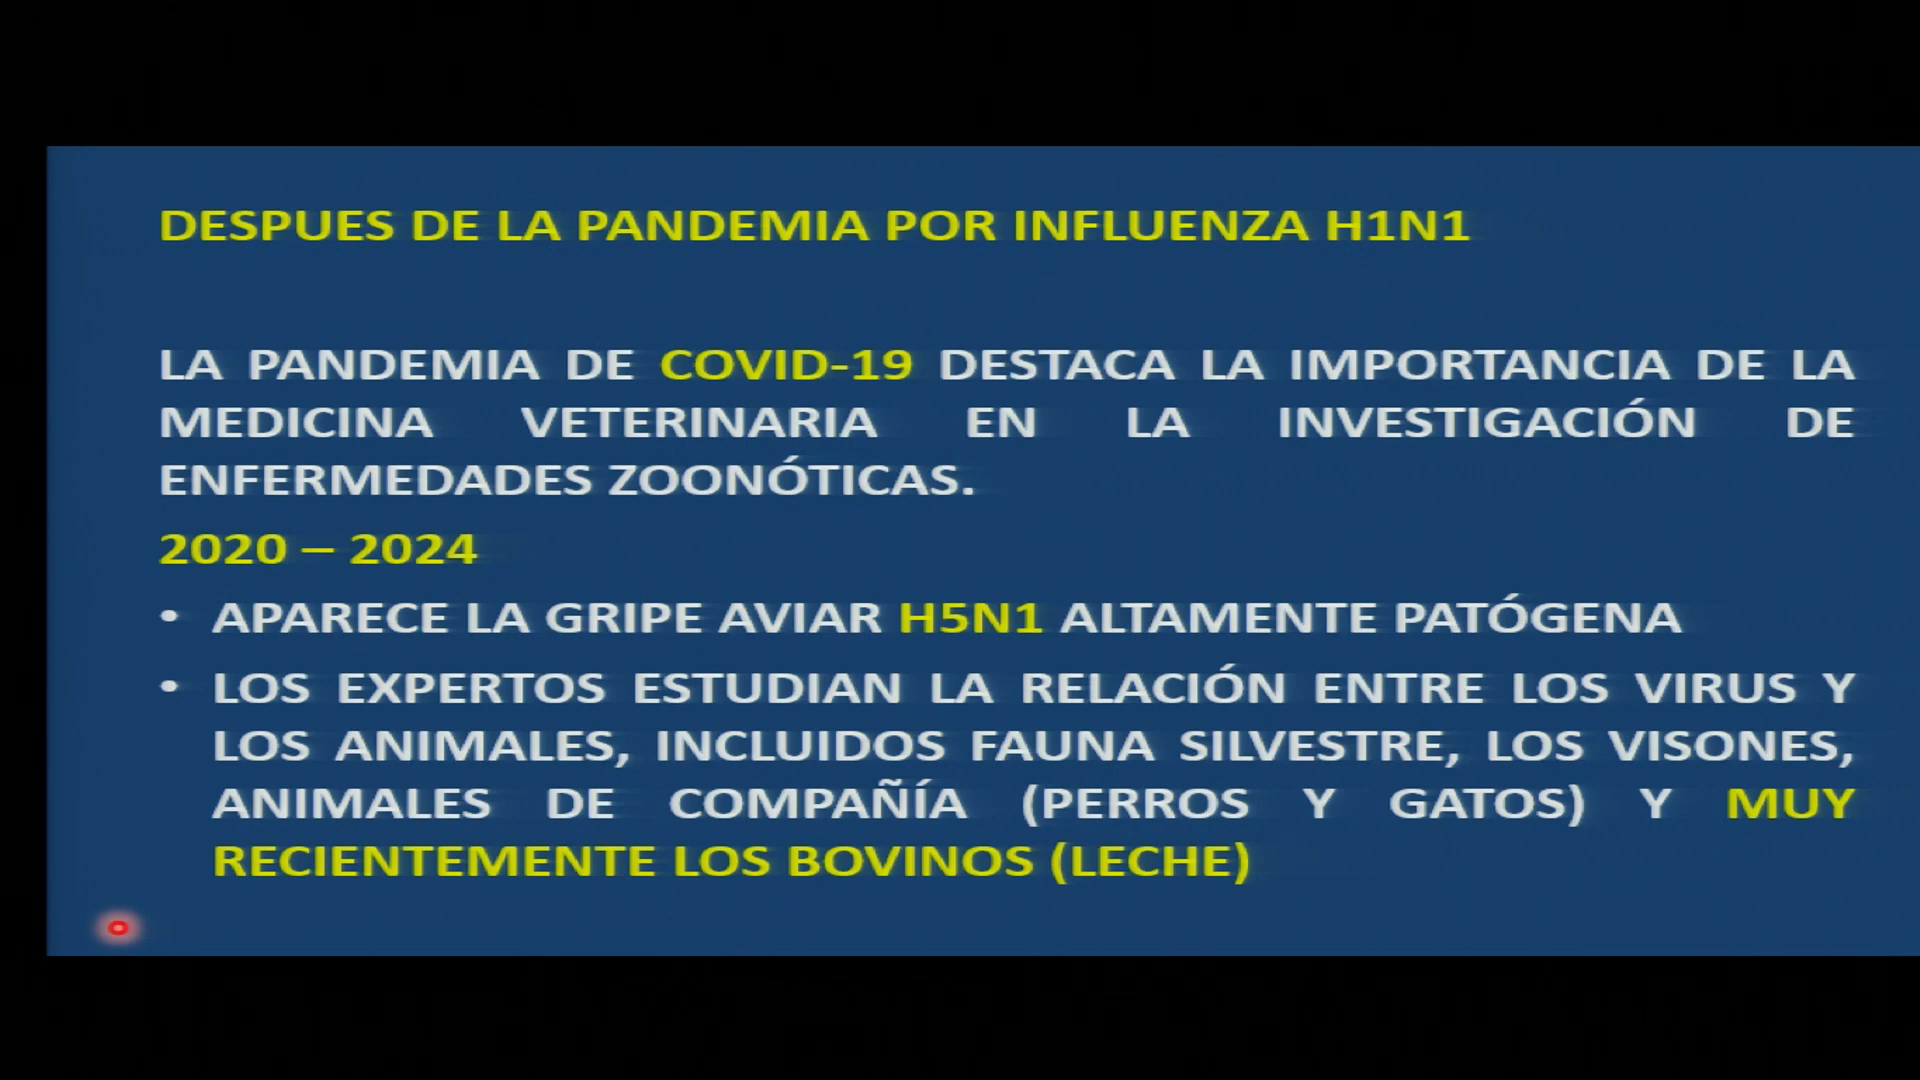 DESPUES DE LA PANDEMIA POR INFLUENZA H1N1
LA PANDEMIA DE COVID-19 DESTACA LA IMPORTANCIA DE LA
MEDICINA VETERINARIA EN LA INVESTIGACIÓN DE
ENFERMEDADES ZOONÓTICAS.
2020 – 2024
• APARECE LA GRIPE AVIAR H5N1 ALTAMENTE PATÓGENA
• LOS EXPERTOS ESTUDIAN LA RELACIÓN ENTRE LOS VIRUS Y
LOS ANIMALES, INCLUIDOS FAUNA SILVESTRE, LOS VISONES,
ANIMALES DE COMPAÑÍA (PERROS Y GATOS) Y MUY
RECIENTEMENTE LOS BOVINOS (LECHE)